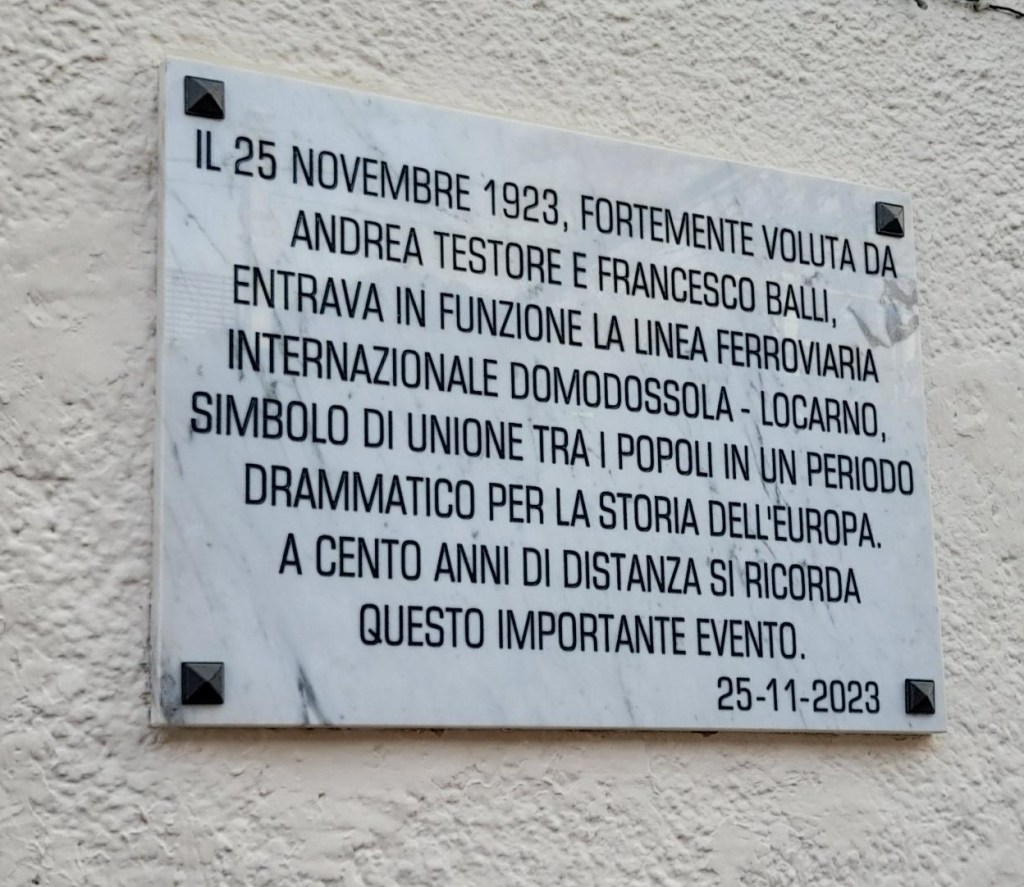 IL 25 NOVEMBRE 1923, FORTEMENTE VOLUTA DA
ANDREA TESTORE E FRANCESCO BALLI,
ENTRAVA IN FUNZIONE LA LINEA FERROVIARIA
INTERNAZIONALE DOMODOSSOLA - LOCARNO,
SIMBOLO DI UNIONE TRA I POPOLI IN UN PERIODO
DRAMMATICO PER LA STORIA DELL'EUROPA.
A CENTO ANNI DI DISTANZA SI RICORDA
QUESTO IMPORTANTE EVENTO.
25-11-2023